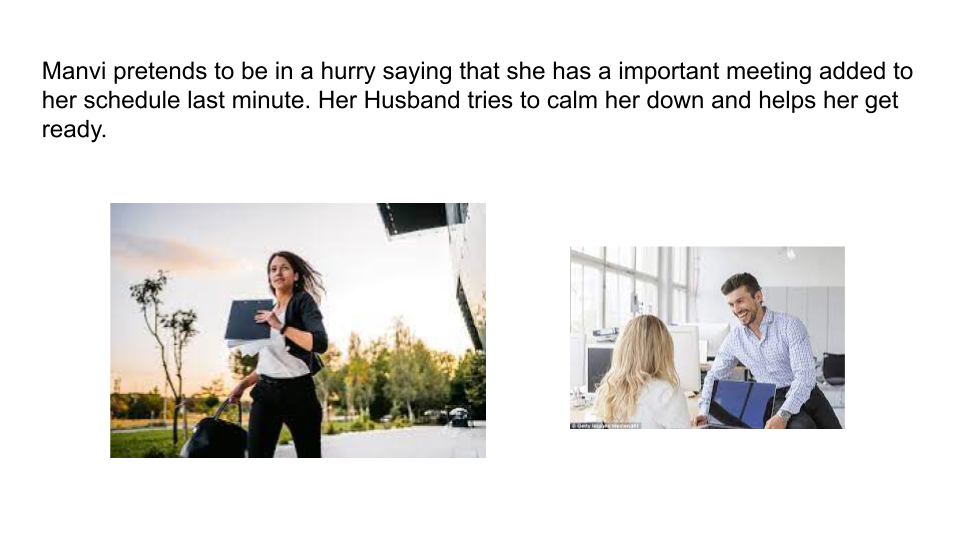 Manvi pretends to be in a hurry saying that she has a important meeting added to
her schedule last minute. Her Husband tries to calm her down and helps her get
ready.